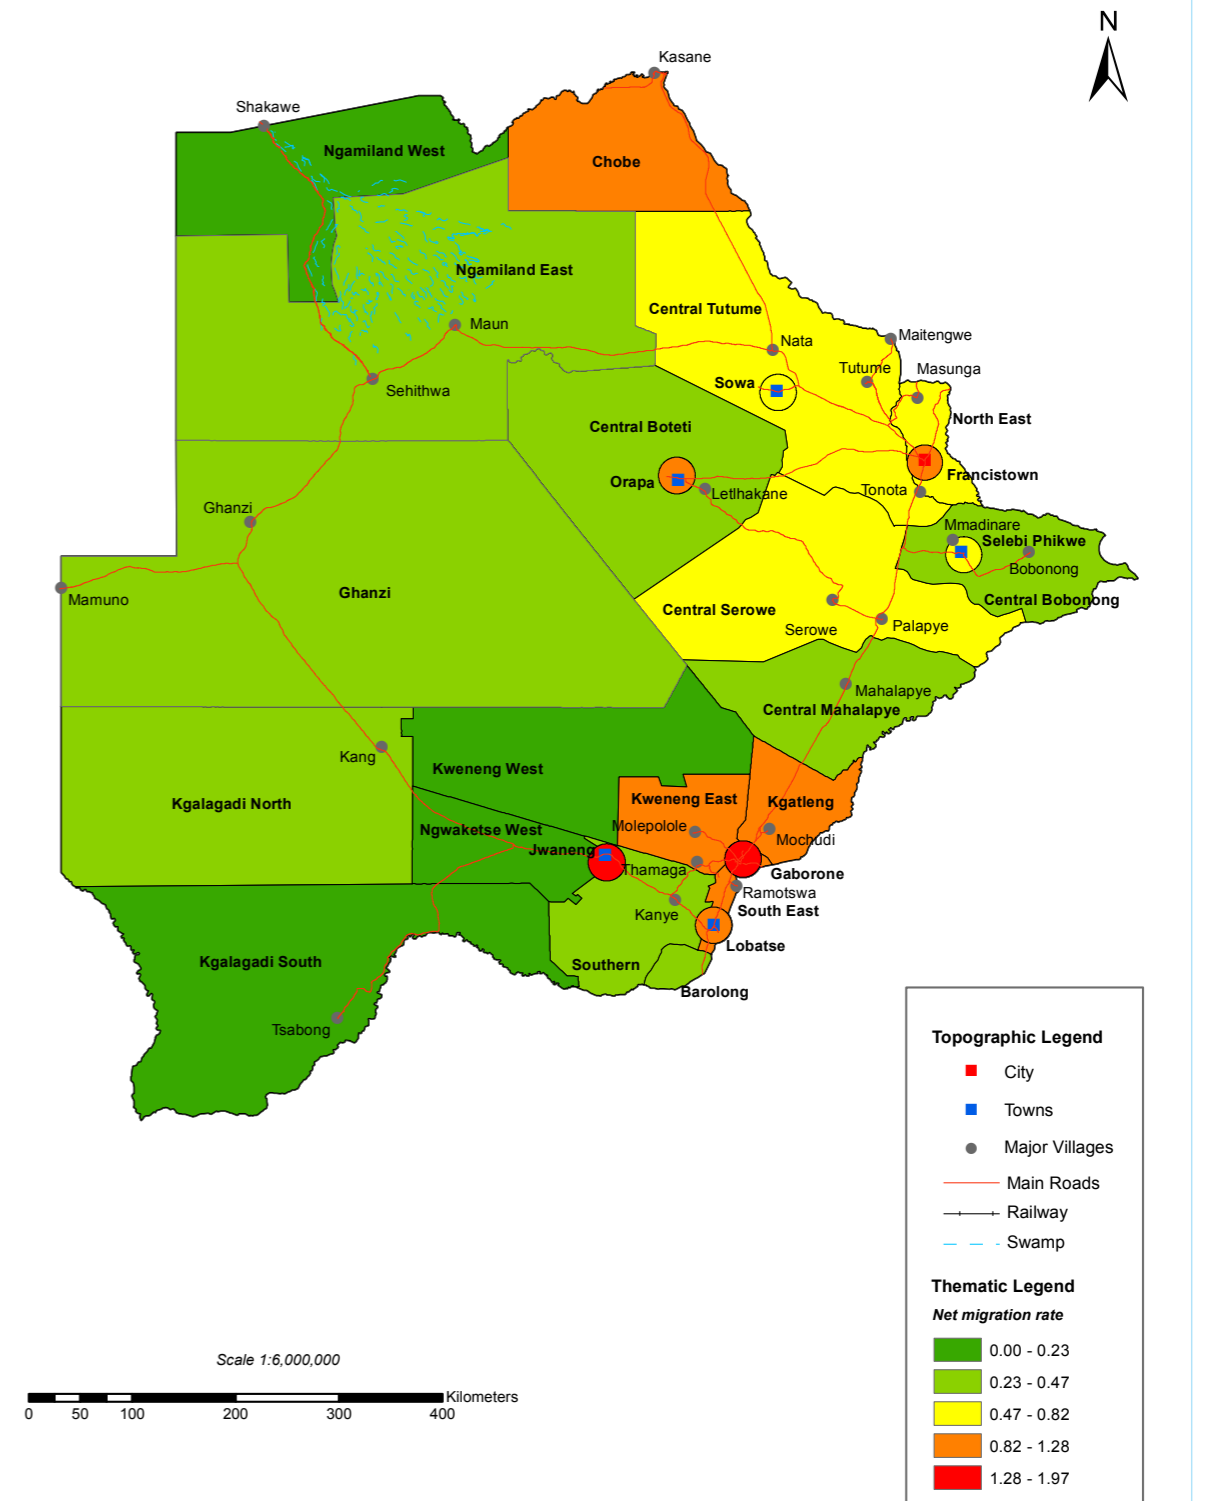 N
Kasane
Shakawe
Ngamiland West
Chobe
Ngamiland East
Central Tutume
Maun
Nata
Maitengwe
Tutume
Masunga
Sowa
Sehithwa
North East
Central Boteti
Francistown
Orapa
Letlhakane
Tonota
Ghanzi
Mmadinare
Selebi Phikwe
Bobonong
Mamuno
Ghanzi
Central Bobonong
Central Serowe
Serowe
Palapye
Mahalapye
Central Mahalapye
Kang
Kweneng West
Kgalagadi North
Kweneng East
Kgatleng
Ngwaketse West
Molepolole
Mochudi
Jwaneng
Thamaga
Gaborone
Ramotswa
Kanye
South East
Lobatse
Kgalagadi South
Southern
Barolong
Tsabong
Topographic Legend
City
Towns
Major Villages
Main Roads
Railway
Swamp
Thematic Legend
Net migration rate
0.00 - 0.23
0.23 - 0.47
0.47 - 0.82
0.82 - 1.28
1.28 - 1.97
Scale 1:6,000,000
Kilometers
0 50 100 200 300 400